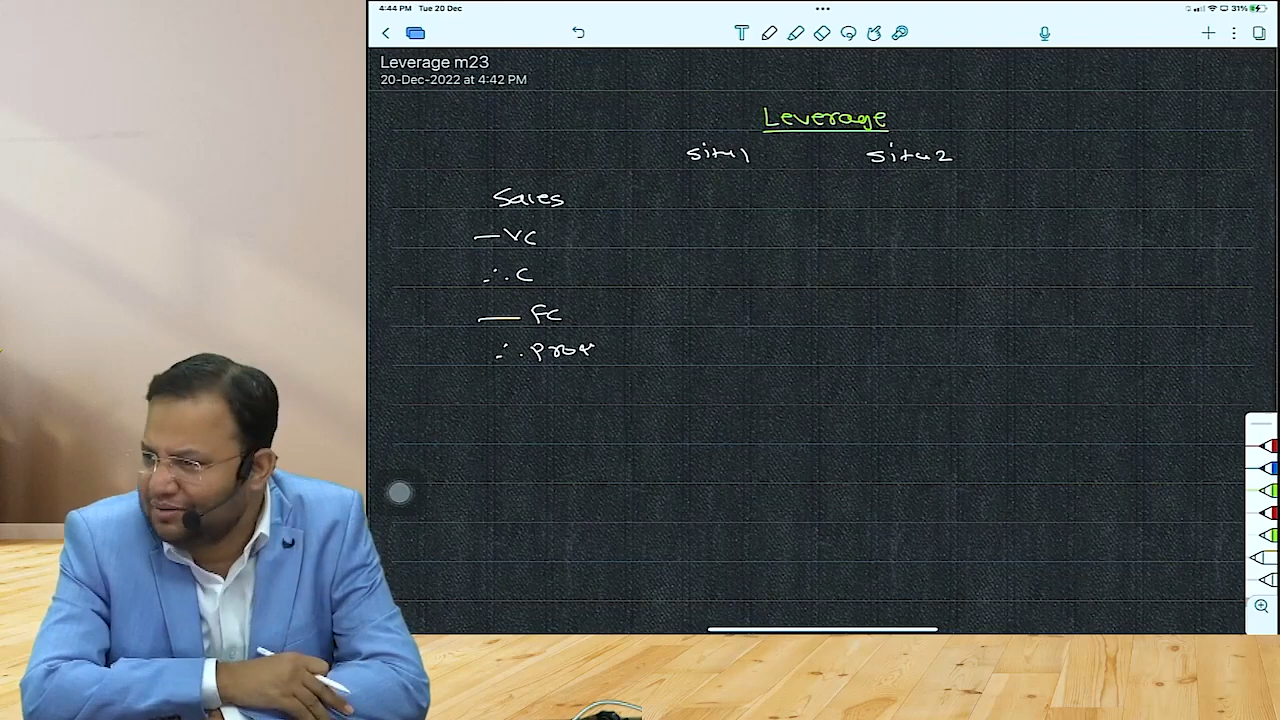 4:44 PM Tue 20 Dec
31%
Leverage m23
20-Dec-2022 at 4:42 PM
Leverage
Situ1 Situ2
Sales
— VC
∴ C
— FC
∴ Prof